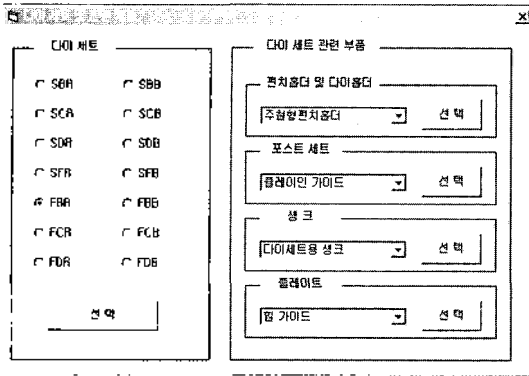 다이 세트
SBA
SBB
SCA
SCB
SDA
SDB
SFA
SFB
FBA
FBB
FCA
FCB
FDA
FDB
선 택
다이 세트 관련 부품
펀치홀더 및 다이홀더
주철형펀치홀더
선 택
포스트 세트
플레인 가이드
선 택
생 크
다이세트용 생크
선 택
플레이트
힘 가이드
선 택